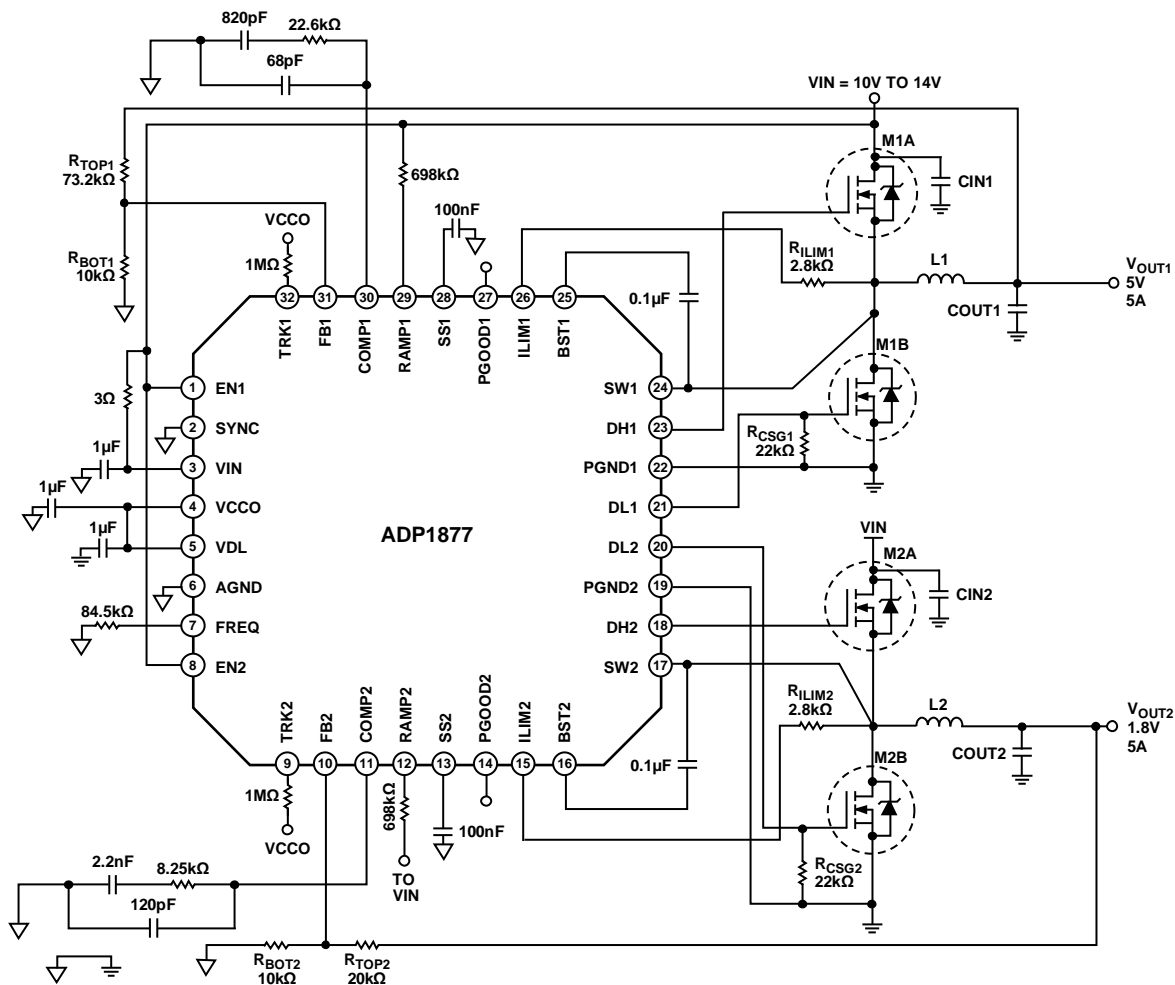 820pF
22.6kΩ
68pF
VIN = 10V TO 14V
M1A
CIN1
RTOP1
73.2kΩ
698kΩ
100nF
VCCO
RBOT1
10kΩ
1MΩ
RILIM1
2.8kΩ
L1
VOUT1
5V
5A
COUT1
0.1µF
32
31
30
29
28
27
26
25
TRK1
FB1
COMP1
RAMP1
SS1
PGOOD1
ILIM1
BST1
M1B
3Ω
1 EN1
2 SYNC
3 VIN
4 VCCO
5 VDL
6 AGND
7 FREQ
8 EN2
1µF
1µF
1µF
84.5kΩ
ADP1877
SW1 24
DH1 23
PGND1 22
DL1 21
DL2 20
PGND2 19
DH2 18
SW2 17
RCSG1
22kΩ
VIN
M2A
CIN2
TRK2
FB2
COMP2
RAMP2
SS2
PGOOD2
ILIM2
BST2
9
10
11
12
13
14
15
16
RILIM2
2.8kΩ
L2
VOUT2
1.8V
5A
COUT2
M2B
0.1µF
1MΩ
VCCO
698kΩ
TO
VIN
100nF
RCSG2
22kΩ
2.2nF
8.25kΩ
120pF
RBOT2
10kΩ
RTOP2
20kΩ